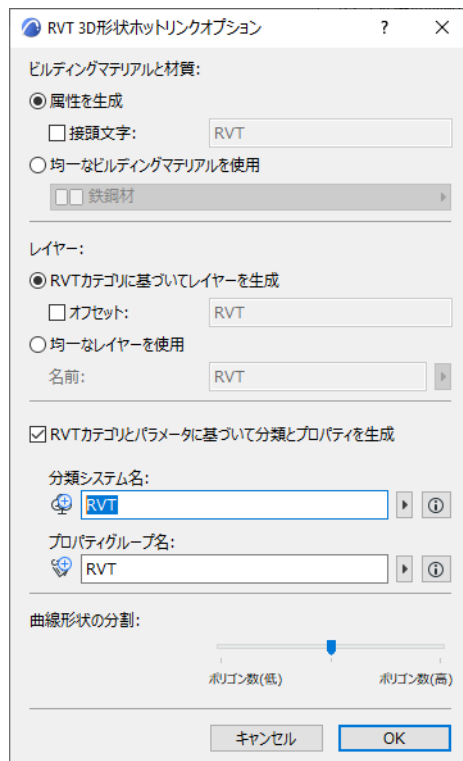 RVT 3D形状ホットリンクオプション
ビルディングマテリアルと材質:
属性を生成
接頭文字: RVT
均一なビルディングマテリアルを使用
鉄鋼材
レイヤー:
RVTカテゴリに基づいてレイヤーを生成
オフセット: RVT
均一なレイヤーを使用
名前: RVT
RVTカテゴリとパラメータに基づいて分類とプロパティを生成
分類システム名:
RVT
プロパティグループ名:
RVT
曲線形状の分割:
ポリゴン数(低) ポリゴン数(高)
キャンセル OK